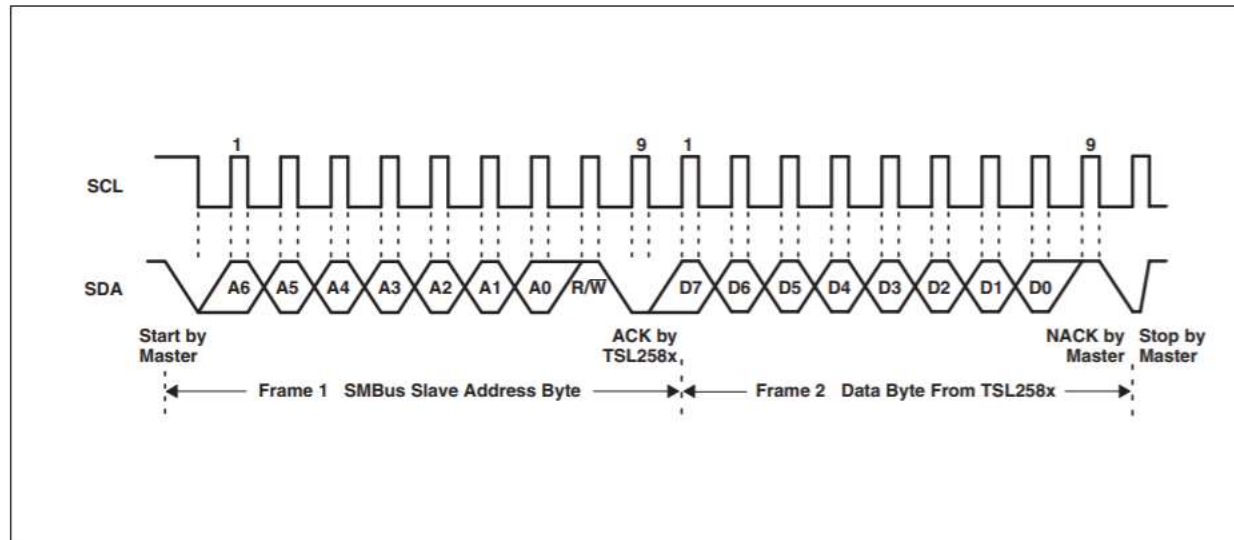 1 9 1 9
SCL
SDA A6 A5 A4 A3 A2 A1 A0 R/W̅ D7 D6 D5 D4 D3 D2 D1 D0
Start by Master
ACK by TSL258x
NACK by Master
Stop by Master
Frame 1 SMBus Slave Address Byte
Frame 2 Data Byte From TSL258x